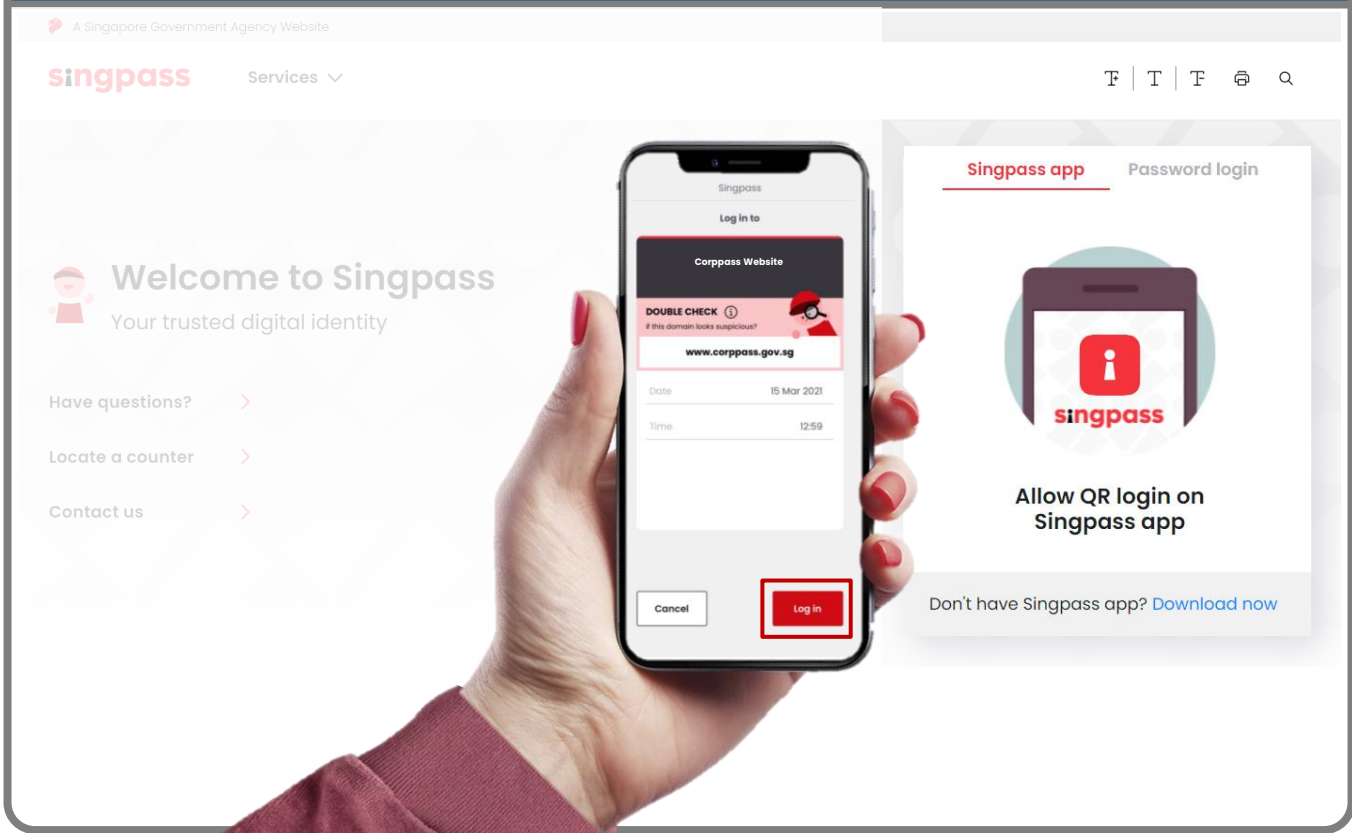 A Singapore Government Agency Website
singpass
Services
Welcome to Singpass
Your trusted digital identity
Have questions?
Locate a counter
Contact us
Singpass
Log in to
Corppass Website
DOUBLE CHECK
If this domain looks suspicious?
www.corppass.gov.sg
Date 15 Mar 2021
Time 12:59
Cancel Log in
Singpass app Password login
singpass
Allow QR login on
Singpass app
Don't have Singpass app? Download now